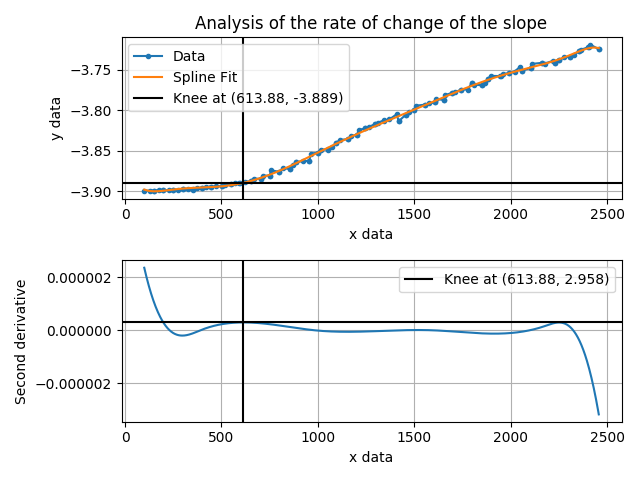 Analysis of the rate of change of the slope
Data
Spline Fit
Knee at (613.88, -3.889)
y data
−3.75
−3.80
−3.85
−3.90
0 500 1000 1500 2000 2500
x data
Knee at (613.88, 2.958)
Second derivative
0.000002
0.000000
−0.000002
0 500 1000 1500 2000 2500
x data